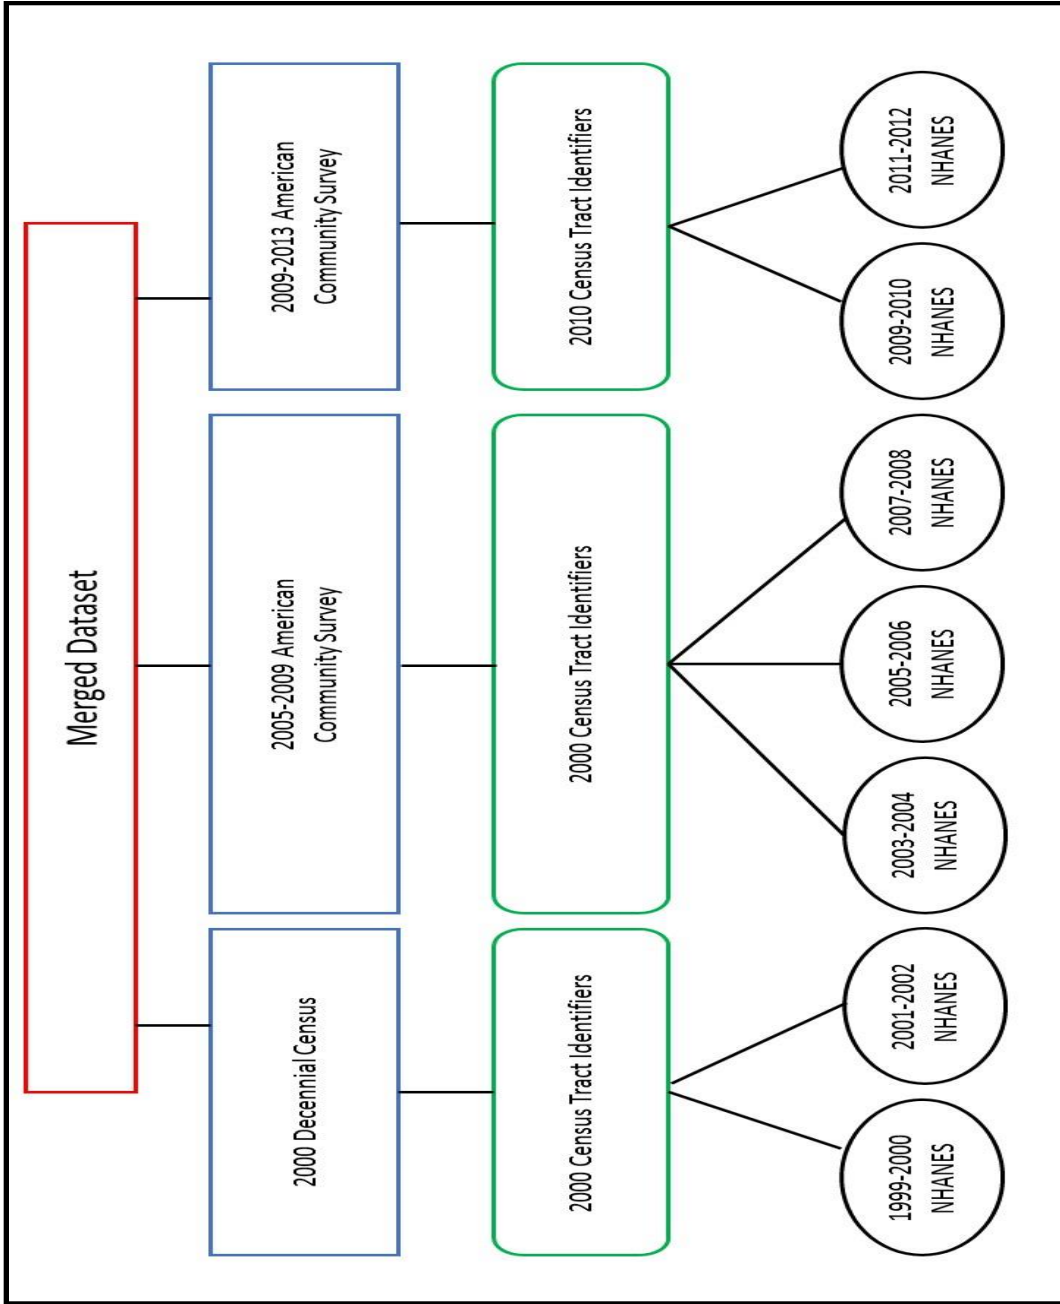 Merged Dataset
2000 Decennial Census
2005-2009 American
Community Survey
2009-2013 American
Community Survey
2000 Census Tract Identifiers
2000 Census Tract Identifiers
2010 Census Tract Identifiers
1999-2000
NHANES
2001-2002
NHANES
2003-2004
NHANES
2005-2006
NHANES
2007-2008
NHANES
2009-2010
NHANES
2011-2012
NHANES